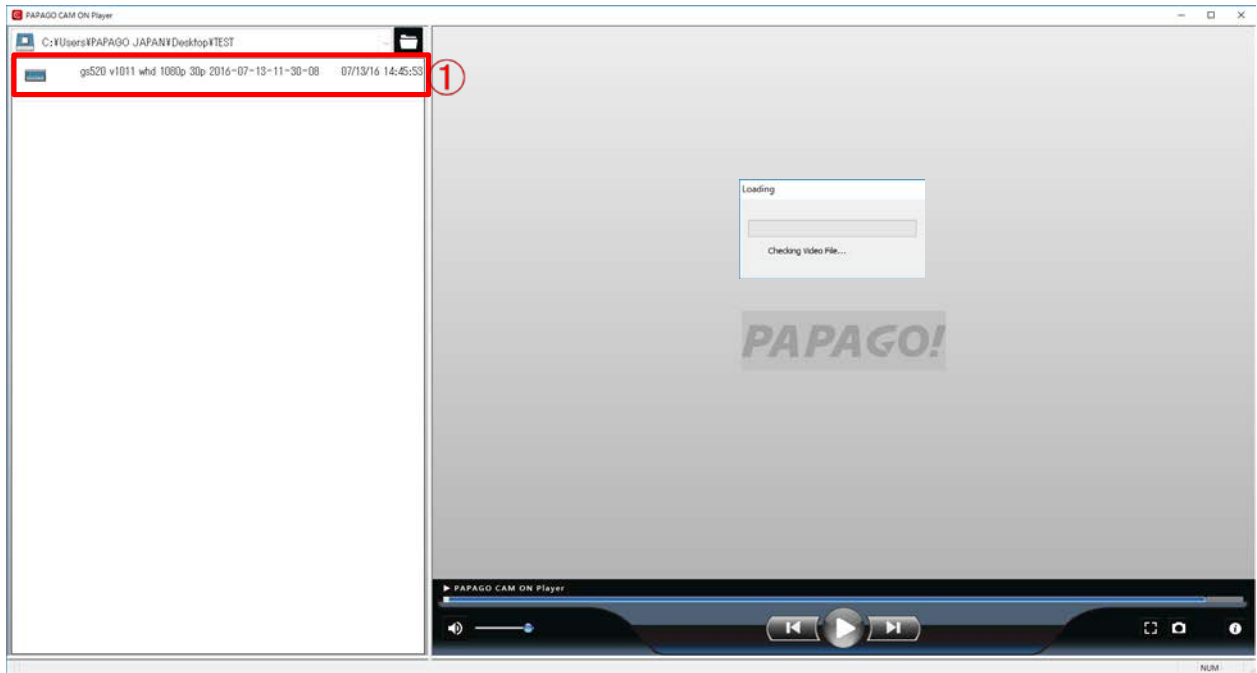 PAPAGO CAM ON Player
C:¥Users¥PAPAGO JAPAN¥Desktop¥TEST
gs520 v1011 whd 1080p 30p 2016-07-13-11-30-08 07/13/16 14:45:53
①
Loading
Checking Video File...
PAPAGO!
PAPAGO CAM ON Player
NUM